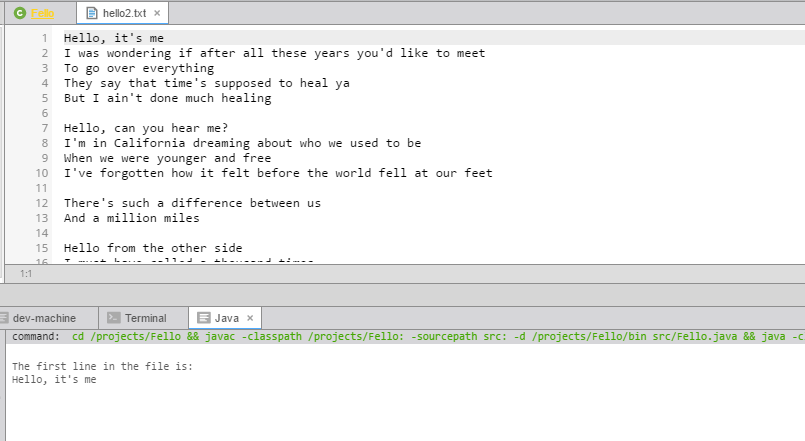 hello2.txt ×
1 Hello, it's me
2 I was wondering if after all these years you'd like to meet
3 To go over everything
4 They say that time's supposed to heal ya
5 But I ain't done much healing
6
7 Hello, can you hear me?
8 I'm in California dreaming about who we used to be
9 When we were younger and free
10 I've forgotten how it felt before the world fell at our feet
11
12 There's such a difference between us
13 And a million miles
14
15 Hello from the other side
16
1:1
dev-machine Terminal Java ×
command: cd /projects/Fello && javac -classpath /projects/Fello: -sourcepath src: -d /projects/Fello/bin src/Fello.java && java -c
The first line in the file is:
Hello, it's me